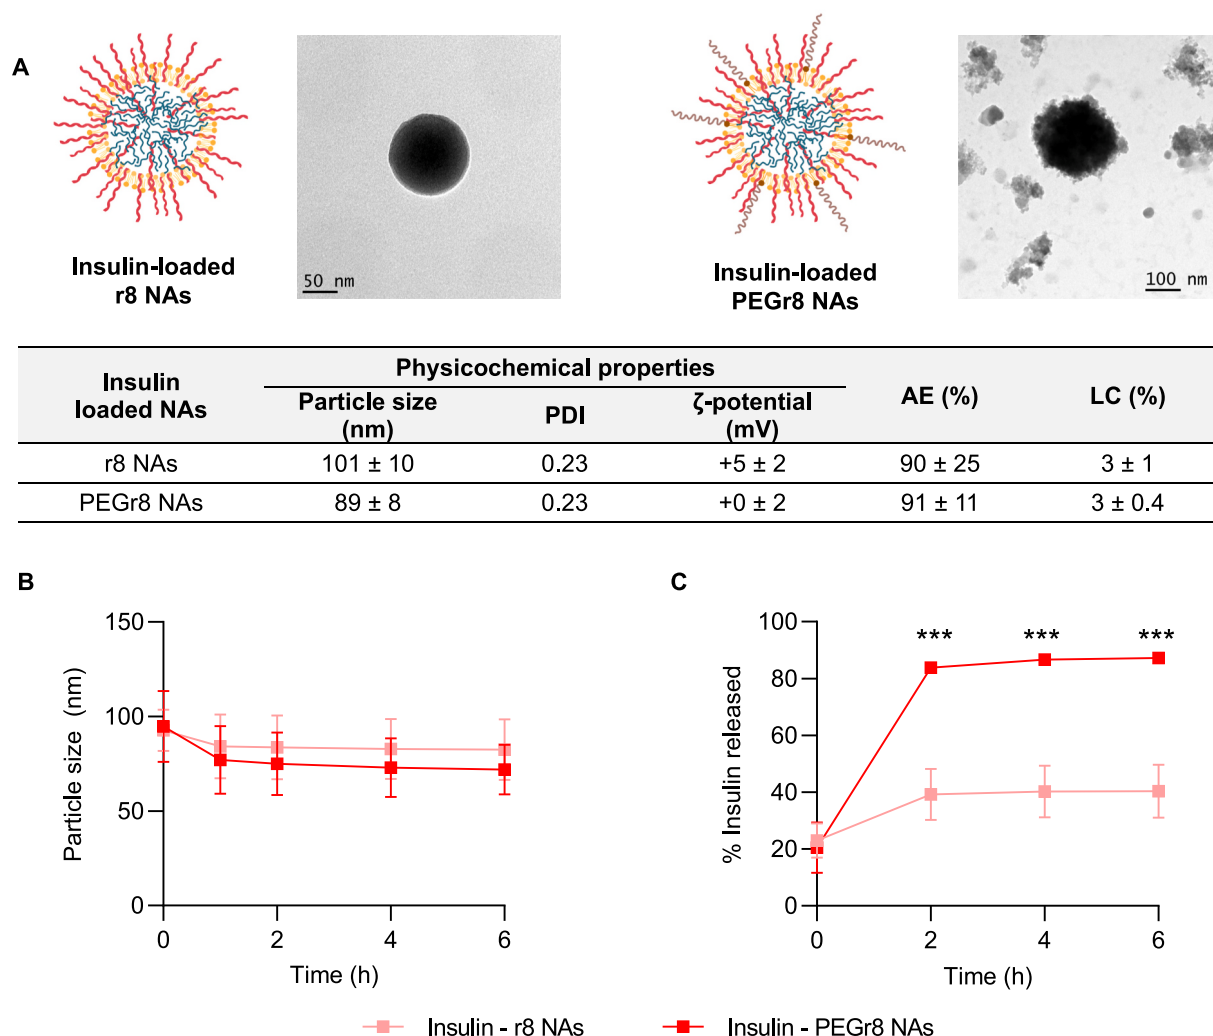 A
Insulin-loaded
r8 NAs
50 nm
Insulin-loaded
PEGr8 NAs
100 nm
Insulin
loaded NAs
Physicochemical properties
Particle size
(nm)
PDI
ζ-potential
(mV)
AE (%)
LC (%)
r8 NAs 101 ± 10 0.23 +5 ± 2 90 ± 25 3 ± 1
PEGr8 NAs 89 ± 8 0.23 +0 ± 2 91 ± 11 3 ± 0.4
B
Particle size (nm)
150
100
50
0
0 2 4 6
Time (h)
C
% Insulin released
100
80
60
40
20
0
*** *** ***
0 2 4 6
Time (h)
Insulin - r8 NAs Insulin - PEGr8 NAs